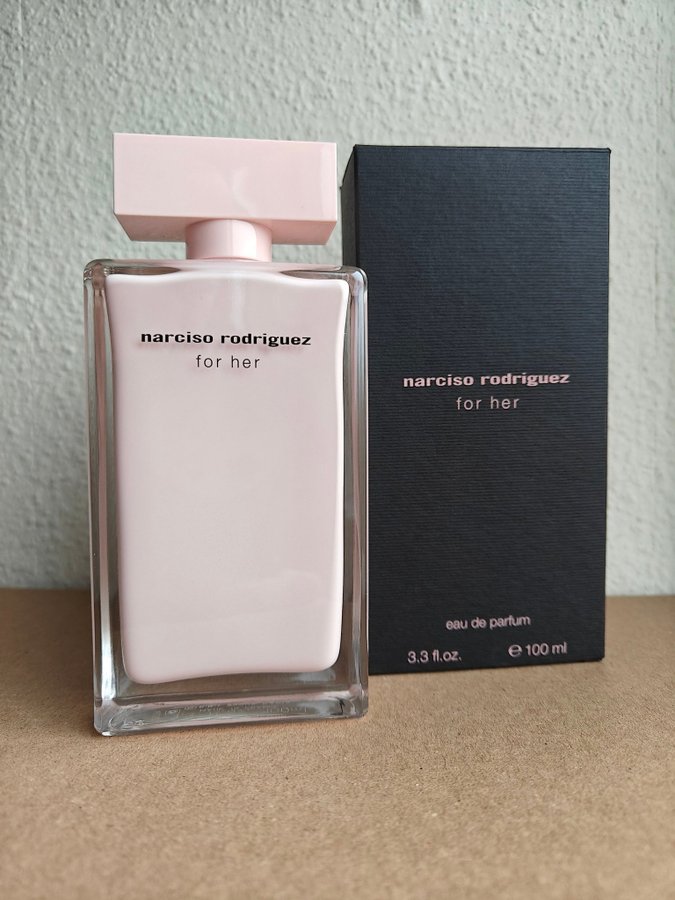 narciso rodriguez
for her
narciso rodriguez
for her
eau de parfum
3.3 fl.oz. ℮ 100 ml